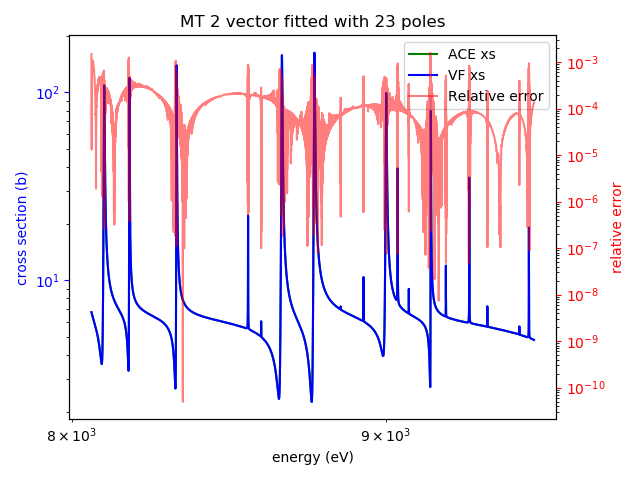 MT 2 vector fitted with 23 poles
ACE xs
VF xs
Relative error
10²
10¹
cross section (b)
10⁻³
10⁻⁴
10⁻⁵
10⁻⁶
10⁻⁷
10⁻⁸
10⁻⁹
10⁻¹⁰
relative error
8 × 10³
9 × 10³
energy (eV)